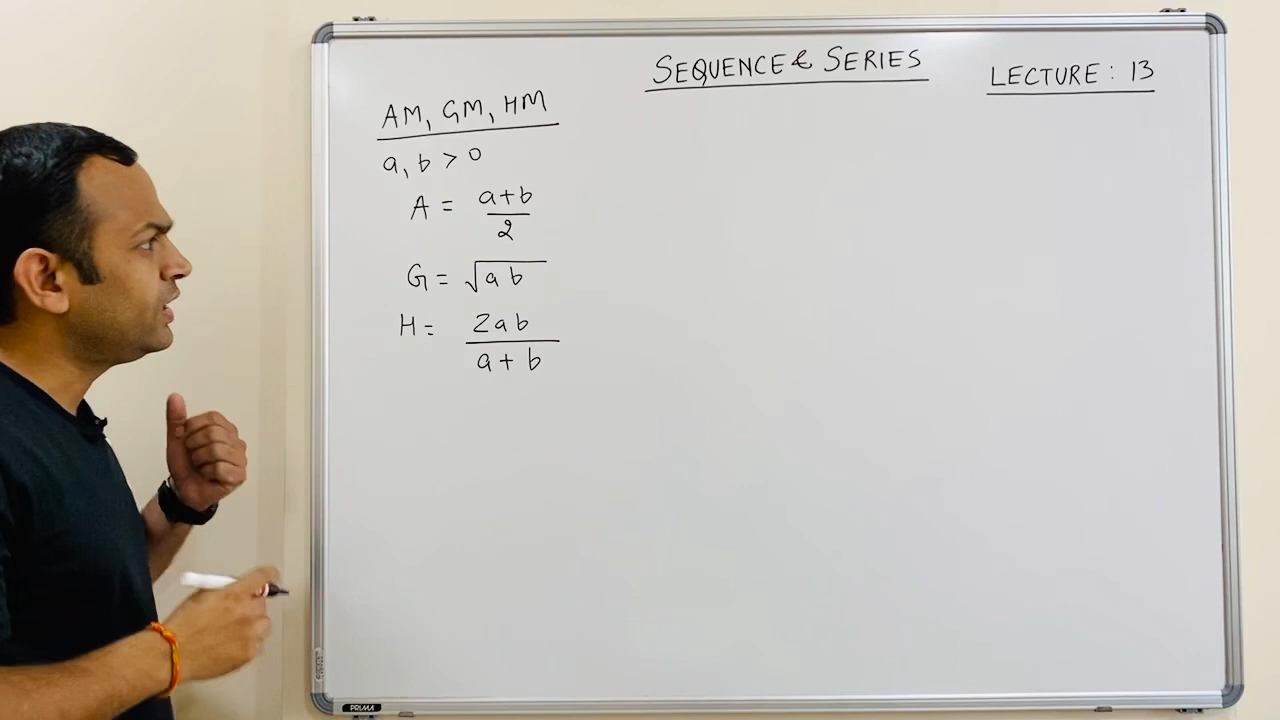 SEQUENCE & SERIES
LECTURE : 13
AM, GM, HM
a, b > 0
A = a+b
2
G = √ab
H = 2ab
a + b
PRIMA